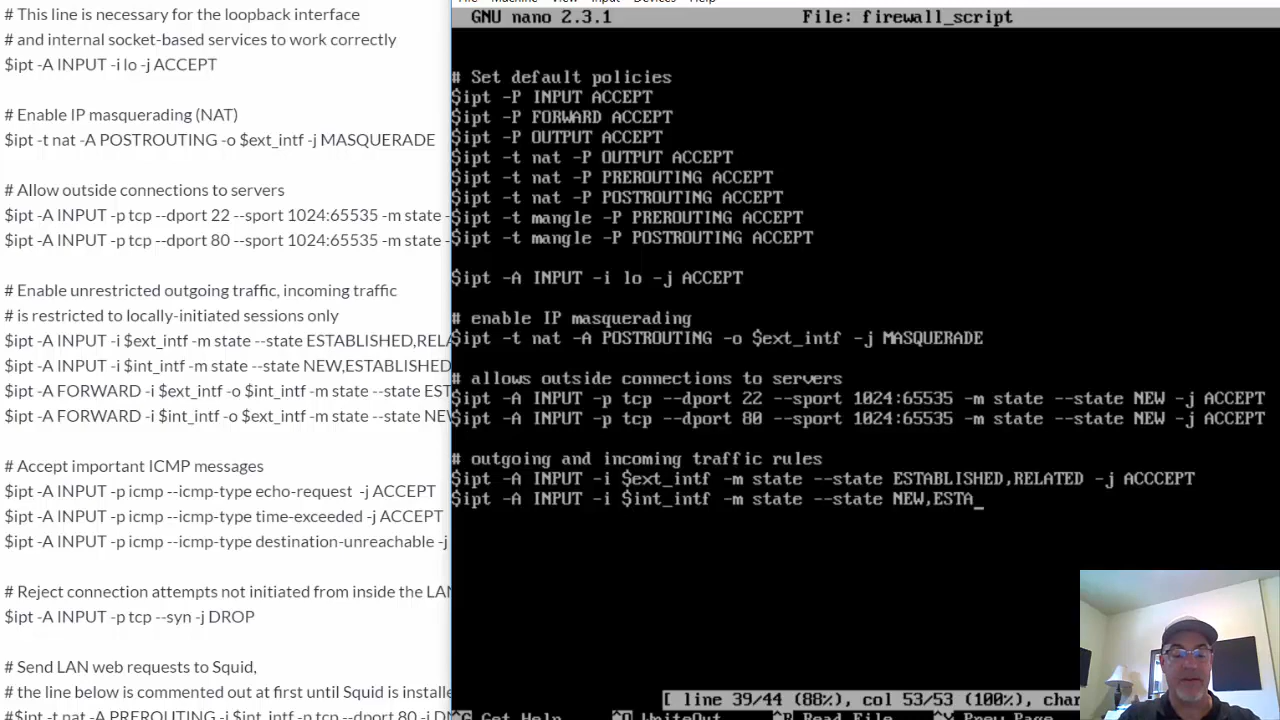 # This line is necessary for the loopback interface
# and internal socket-based services to work correctly
$ipt -A INPUT -i lo -j ACCEPT
# Enable IP masquerading (NAT)
$ipt -t nat -A POSTROUTING -o $ext_intf -j MASQUERADE
# Allow outside connections to servers
$ipt -A INPUT -p tcp --dport 22 --sport 1024:65535 -m state -
$ipt -A INPUT -p tcp --dport 80 --sport 1024:65535 -m state -
# Enable unrestricted outgoing traffic, incoming traffic
# is restricted to locally-initiated sessions only
$ipt -A INPUT -i $ext_intf -m state --state ESTABLISHED,RELA
$ipt -A INPUT -i $int_intf -m state --state NEW,ESTABLISHED
$ipt -A FORWARD -i $ext_intf -o $int_intf -m state --state EST
$ipt -A FORWARD -i $int_intf -o $ext_intf -m state --state NEW
# Accept important ICMP messages
$ipt -A INPUT -p icmp --icmp-type echo-request  -j ACCEPT
$ipt -A INPUT -p icmp --icmp-type time-exceeded -j ACCEPT
$ipt -A INPUT -p icmp --icmp-type destination-unreachable -j
# Reject connection attempts not initiated from inside the LAN
$ipt -A INPUT -p tcp --syn -j DROP
# Send LAN web requests to Squid,
# the line below is commented out at first until Squid is installe
#$ipt -t nat -A PREROUTING -i $int_intf -p tcp --dport 80 -j DN
File Machine View Input Devices Help
GNU nano 2.3.1 File: firewall_script
# Set default policies
$ipt -P INPUT ACCEPT
$ipt -P FORWARD ACCEPT
$ipt -P OUTPUT ACCEPT
$ipt -t nat -P OUTPUT ACCEPT
$ipt -t nat -P PREROUTING ACCEPT
$ipt -t nat -P POSTROUTING ACCEPT
$ipt -t mangle -P PREROUTING ACCEPT
$ipt -t mangle -P POSTROUTING ACCEPT
$ipt -A INPUT -i lo -j ACCEPT
# enable IP masquerading
$ipt -t nat -A POSTROUTING -o $ext_intf -j MASQUERADE
# allows outside connections to servers
$ipt -A INPUT -p tcp --dport 22 --sport 1024:65535 -m state --state NEW -j ACCEPT
$ipt -A INPUT -p tcp --dport 80 --sport 1024:65535 -m state --state NEW -j ACCEPT
# outgoing and incoming traffic rules
$ipt -A INPUT -i $ext_intf -m state --state ESTABLISHED,RELATED -j ACCCEPT
$ipt -A INPUT -i $int_intf -m state --state NEW,ESTA_
[ line 39/44 (88%), col 53/53 (100%), char
^G Get Help ^O WriteOut ^R Read File ^Y Prev Page